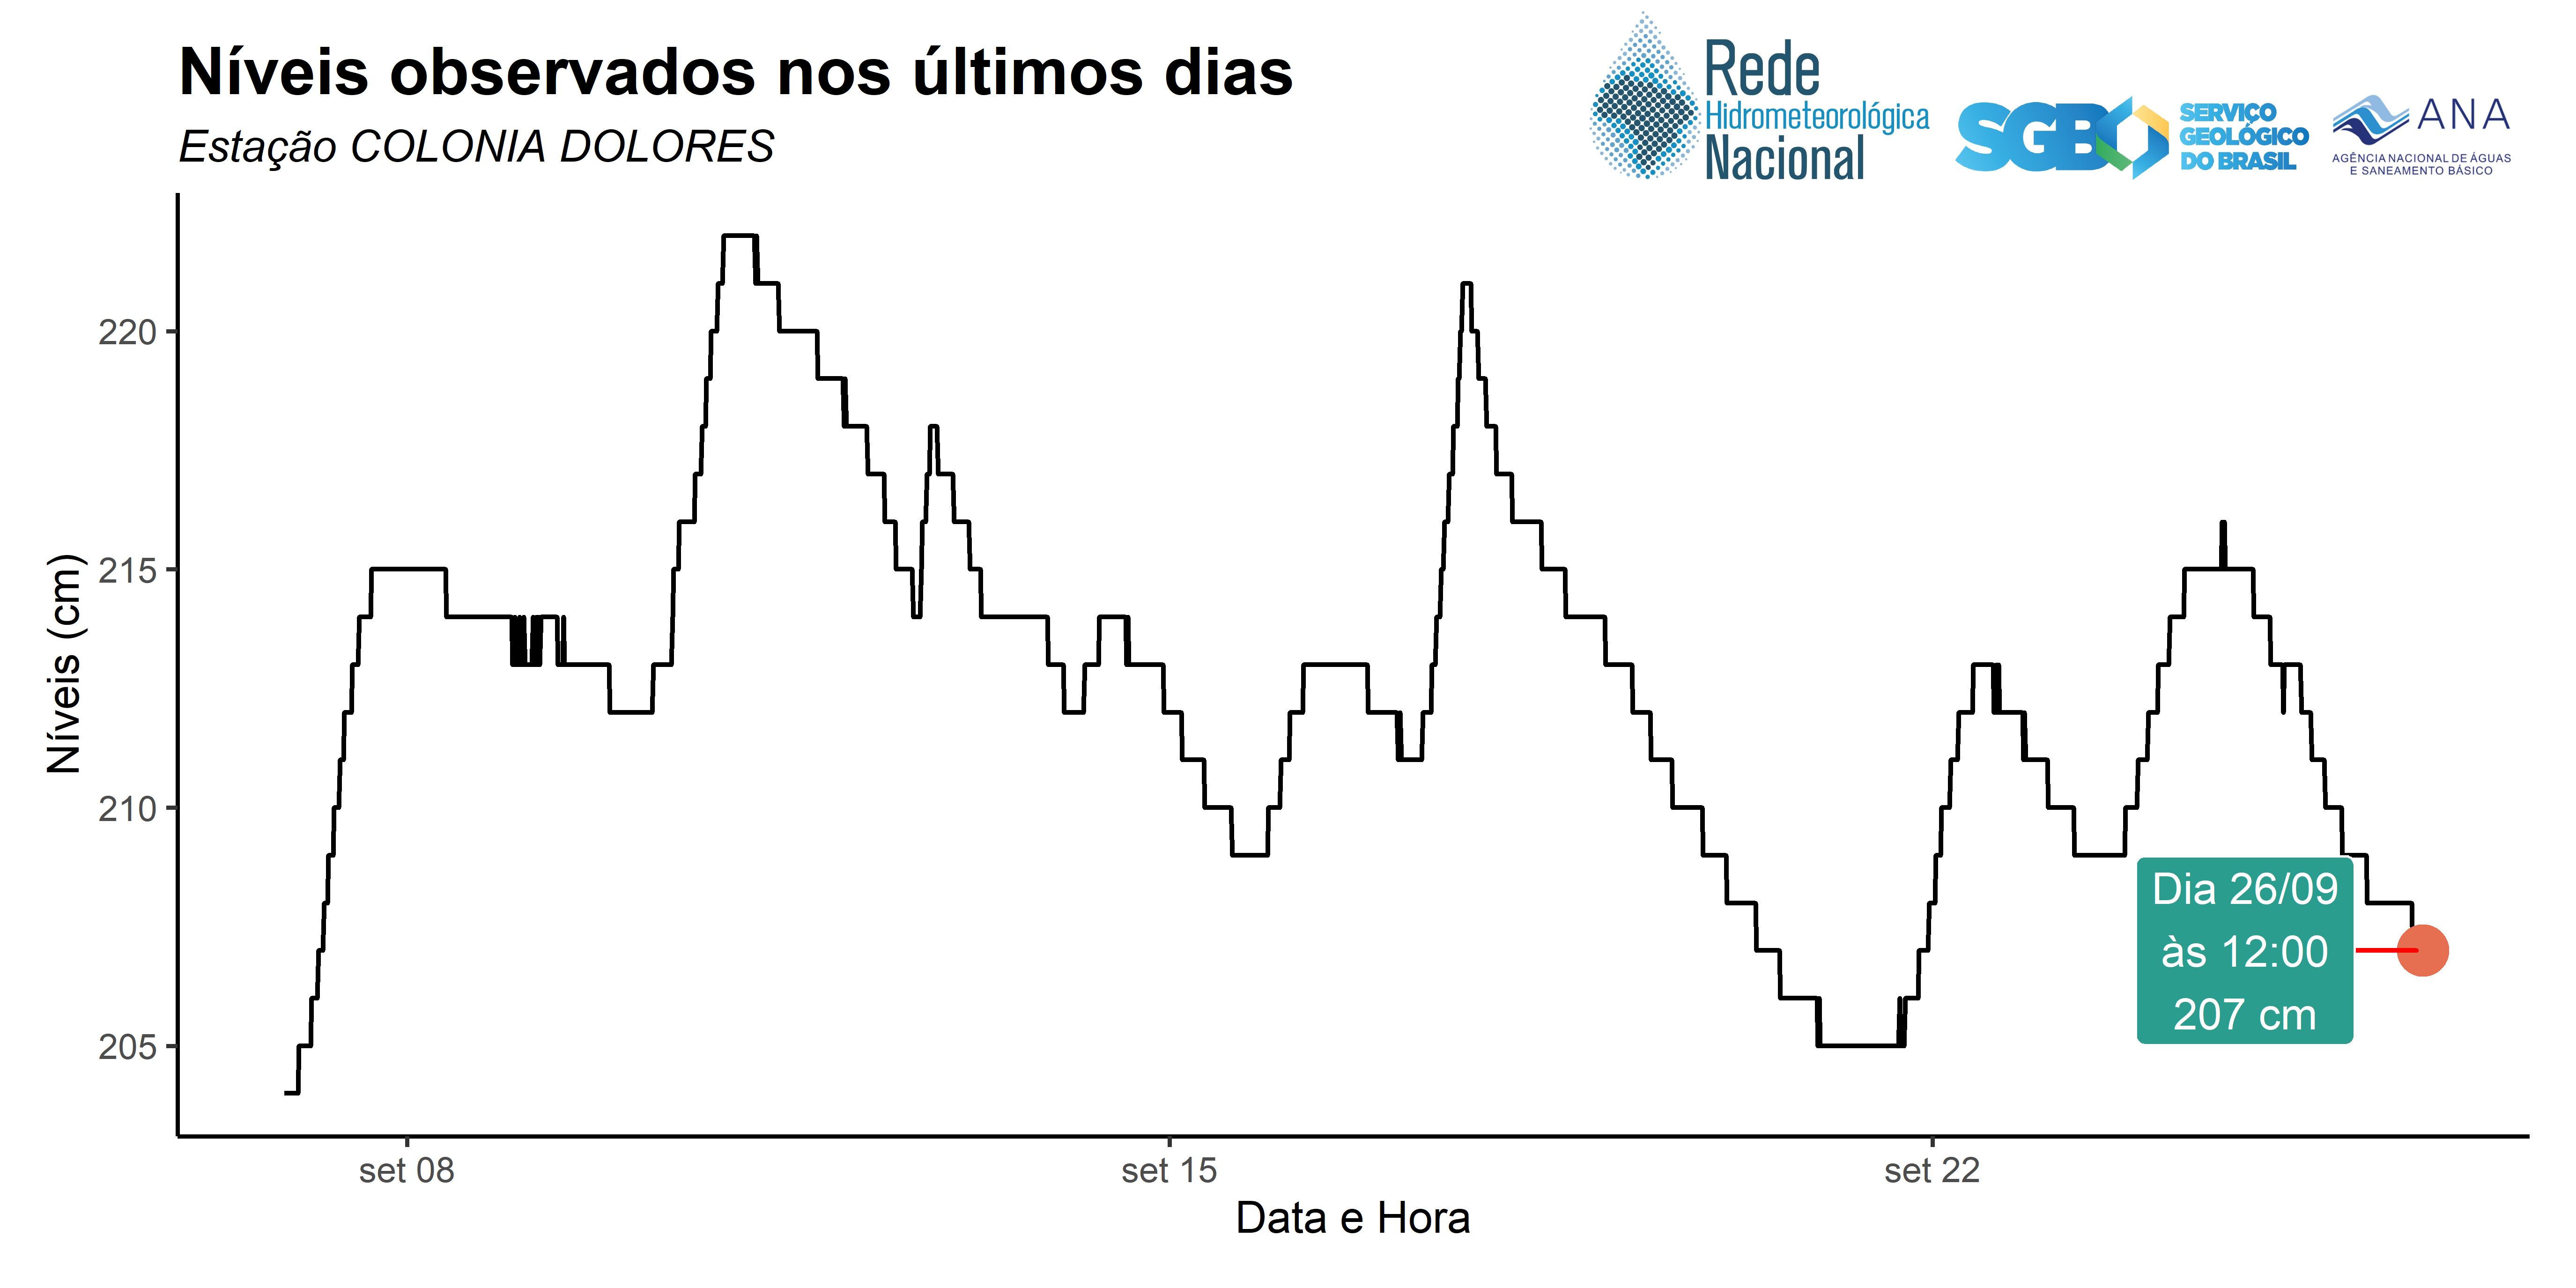 Níveis observados nos últimos dias
Estação COLONIA DOLORES
Rede
Hidrometeorológica
Nacional
SGB
SERVIÇO
GEOLÓGICO
DO BRASIL
ANA
AGÊNCIA NACIONAL DE ÁGUAS
E SANEAMENTO BÁSICO
Níveis (cm)
220
215
210
205
Dia 26/09
às 12:00
207 cm
set 08
set 15
set 22
Data e Hora